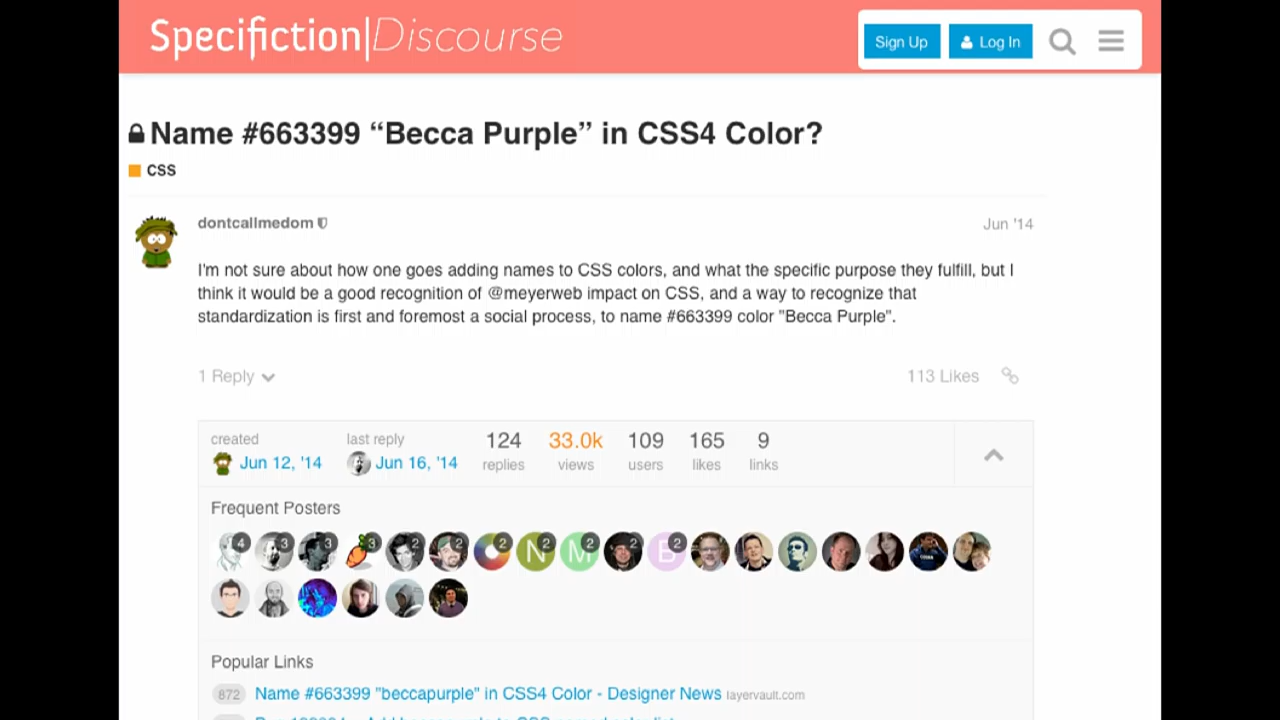 Specifiction|Discourse
Sign Up
Log In
Name #663399 “Becca Purple” in CSS4 Color?
CSS
dontcallmedom
Jun '14
I'm not sure about how one goes adding names to CSS colors, and what the specific purpose they fulfill, but I
think it would be a good recognition of @meyerweb impact on CSS, and a way to recognize that
standardization is first and foremost a social process, to name #663399 color "Becca Purple".
1 Reply
113 Likes
created
last reply
124
33.0k
109
165
9
Jun 12, '14
Jun 16, '14
replies
views
users
likes
links
Frequent Posters
4
3
3
3
2
2
2
N 2
M 2
2
B 2
Popular Links
872 Name #663399 "beccapurple" in CSS4 Color - Designer News layervault.com